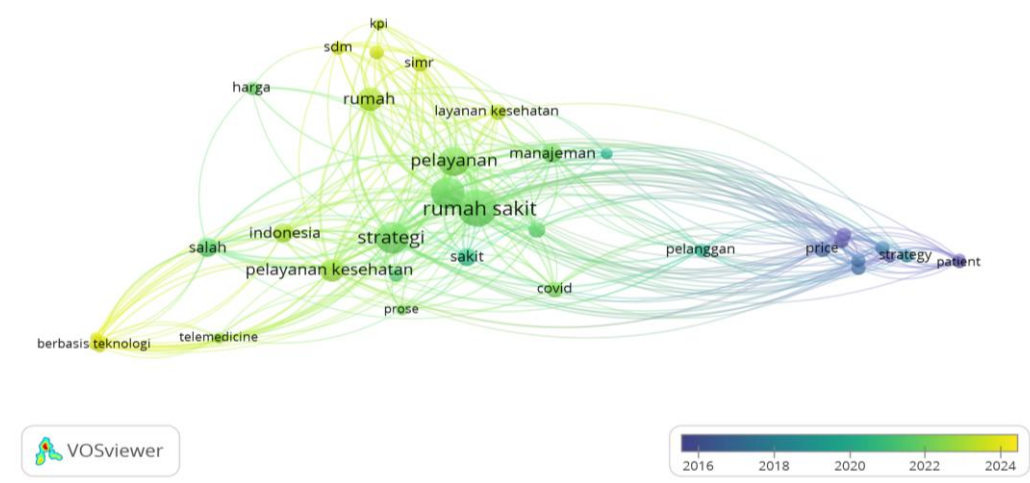 kpi
sdm
simr
harga
rumah
layanan kesehatan
pelayanan
manajeman
rumah sakit
indonesia
strategi
salah
sakit
pelanggan
price
strategy
patient
pelayanan kesehatan
covid
prose
telemedicine
berbasis teknologi
VOSviewer
2016 2018 2020 2022 2024